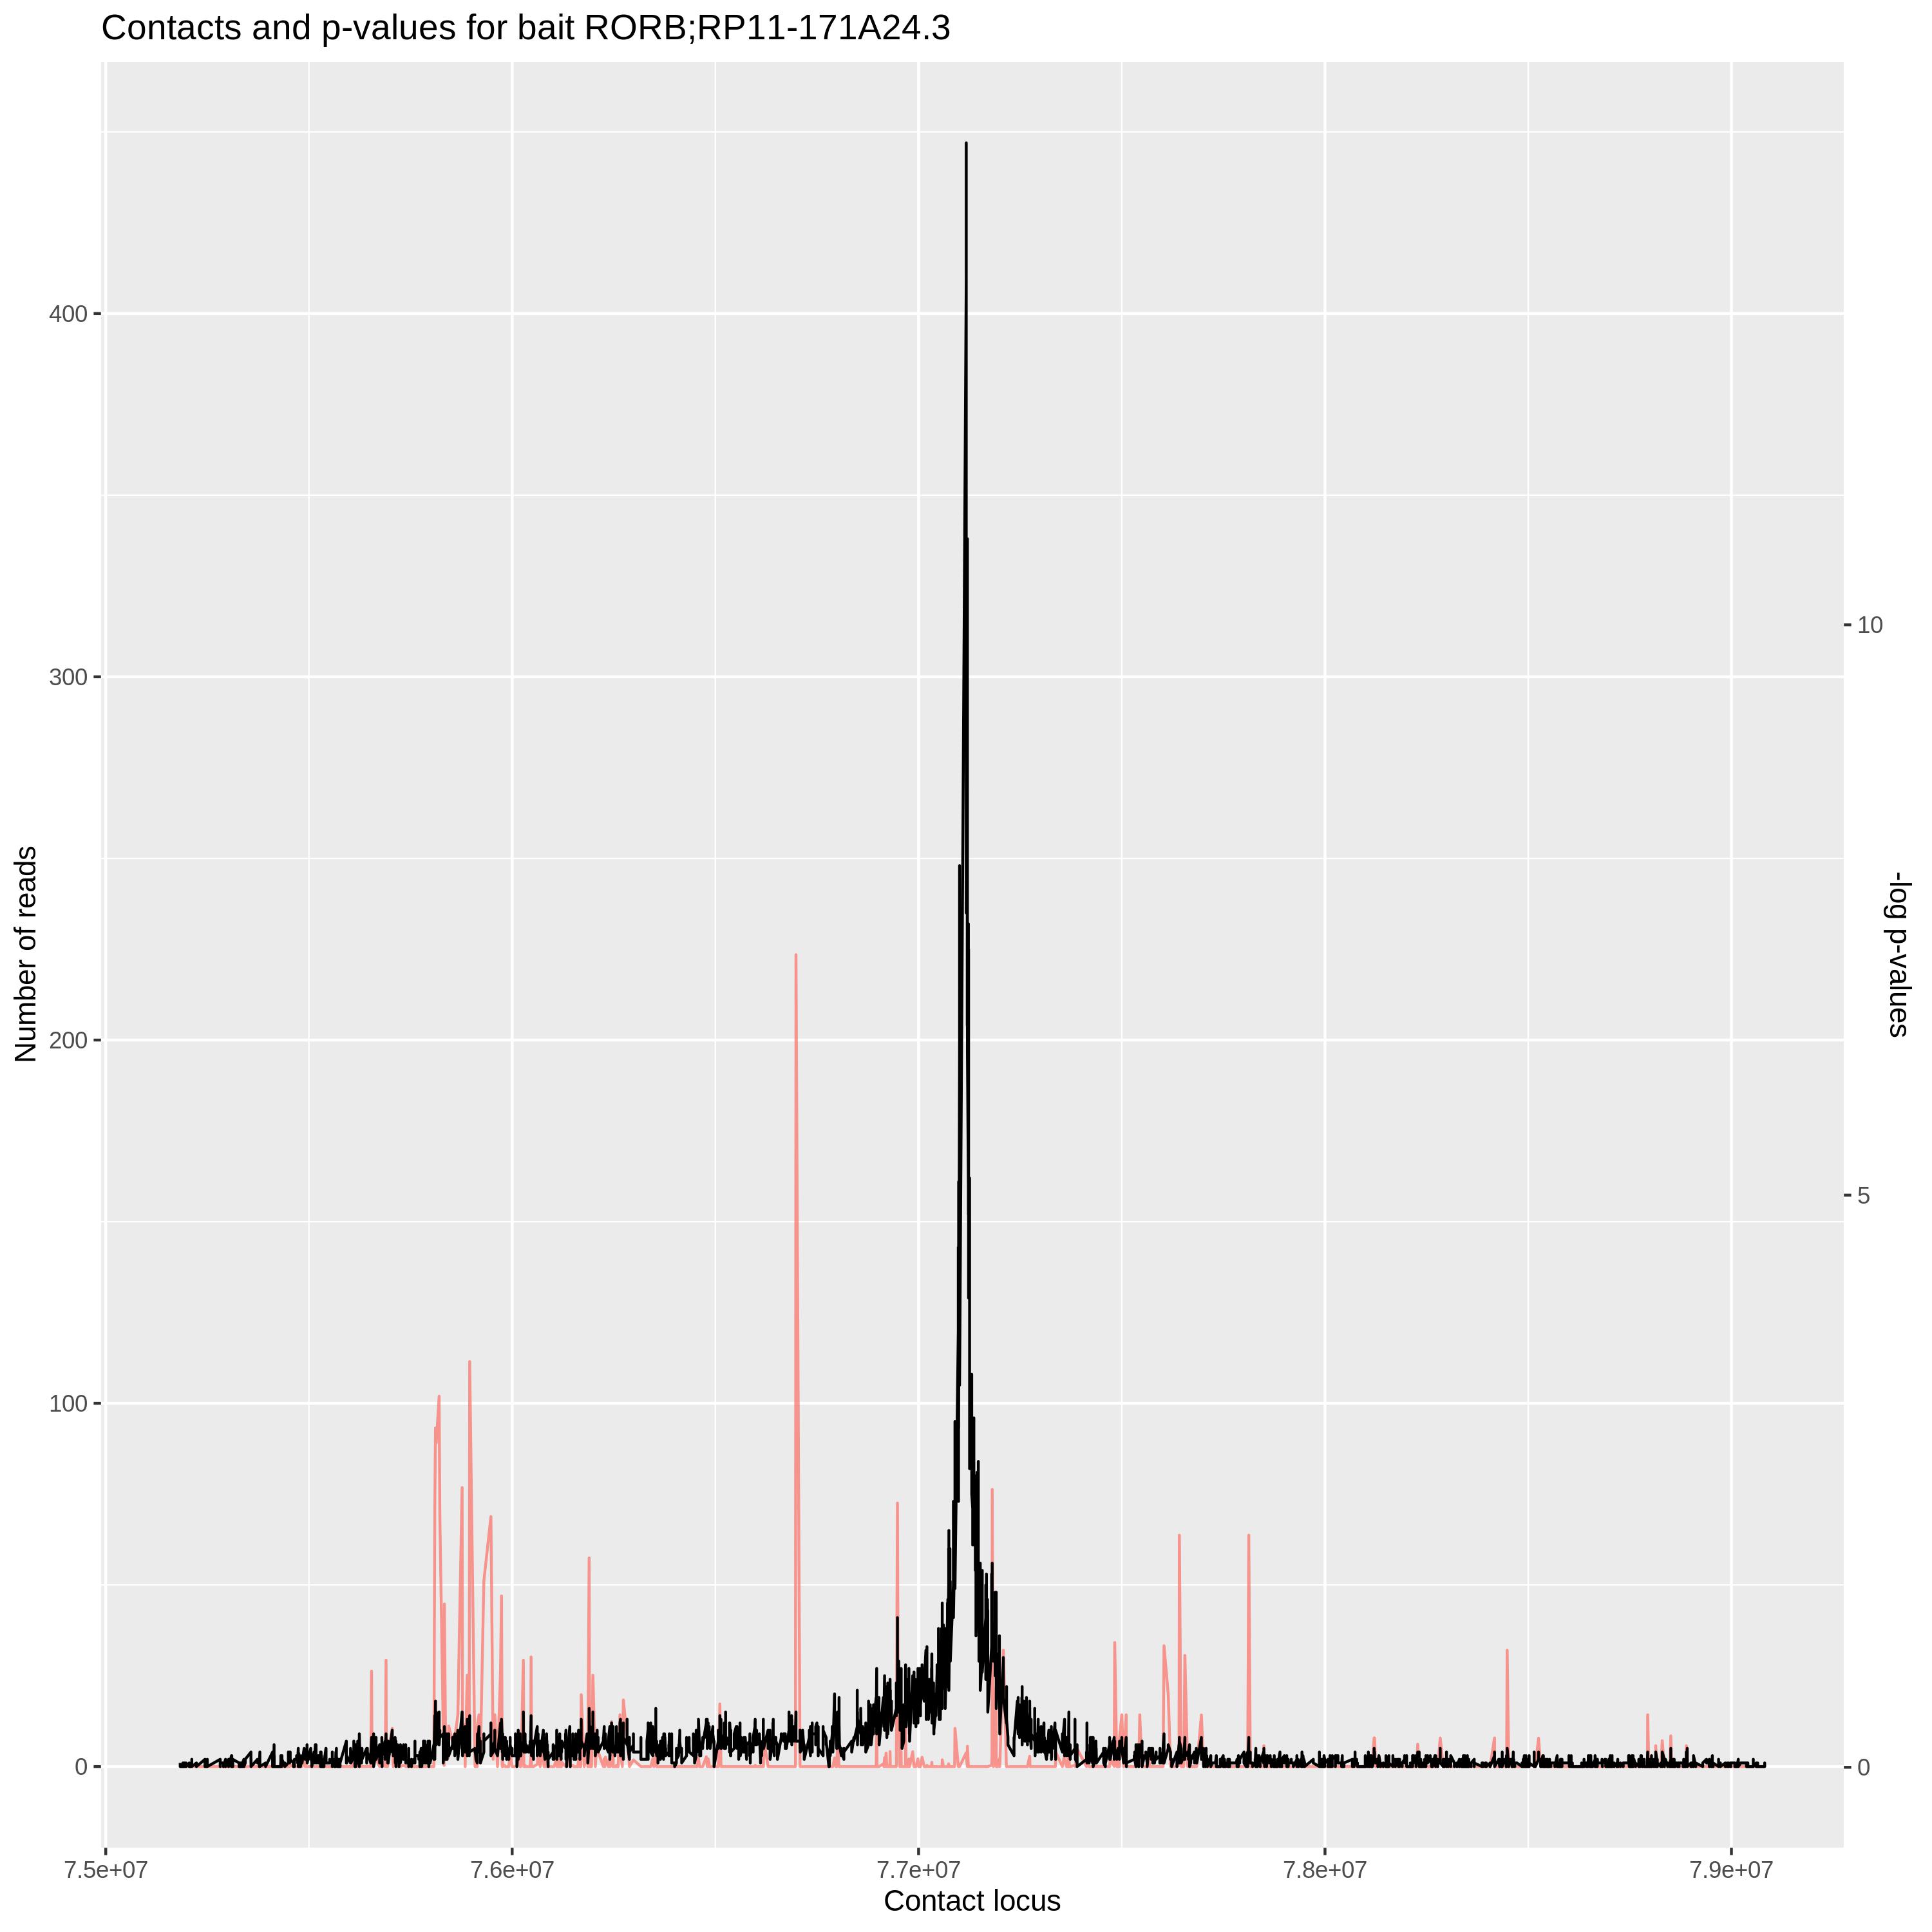 Contacts and p-values for bait RORB;RP11-171A24.3
Number of reads
400
300
200
100
0
10
5
0
-log p-values
7.5e+07
7.6e+07
7.7e+07
7.8e+07
7.9e+07
Contact locus